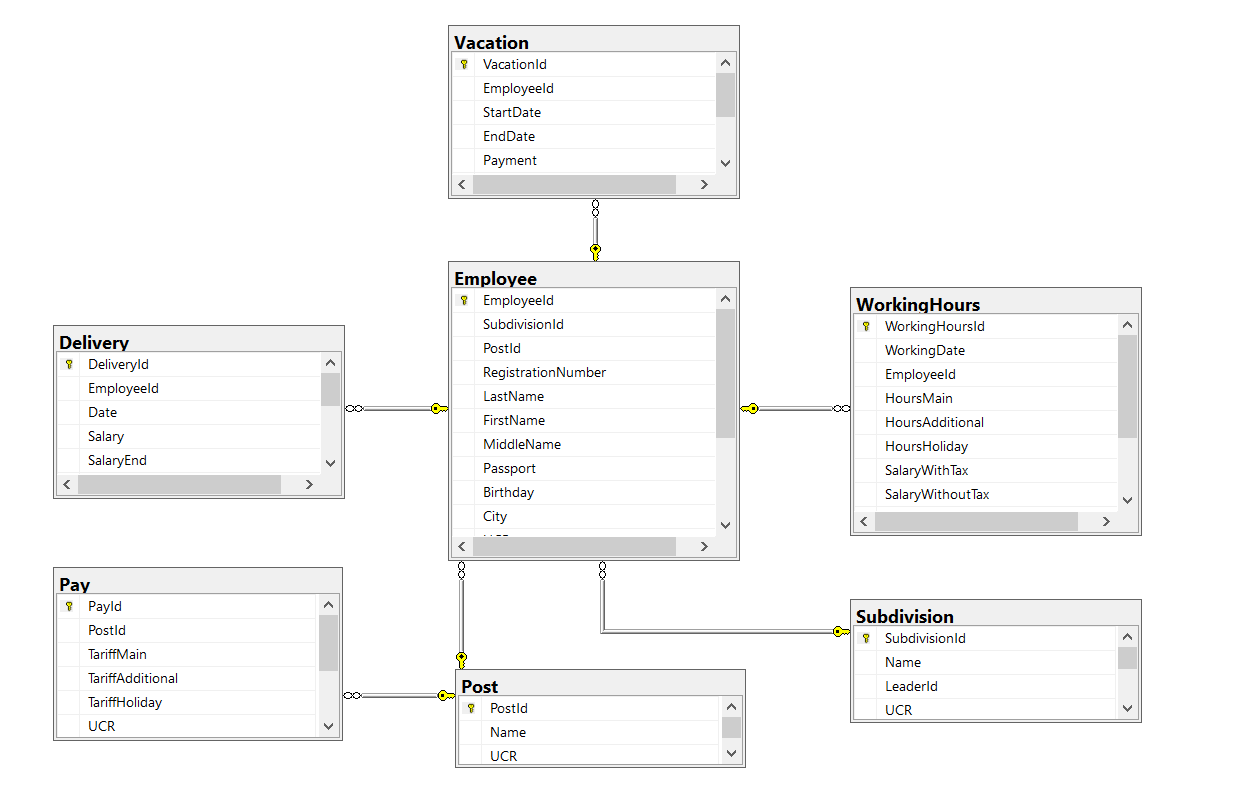 Vacation
VacationId
EmployeeId
StartDate
EndDate
Payment
Employee
EmployeeId
SubdivisionId
PostId
RegistrationNumber
LastName
FirstName
MiddleName
Passport
Birthday
City
WorkingHours
WorkingHoursId
WorkingDate
EmployeeId
HoursMain
HoursAdditional
HoursHoliday
SalaryWithTax
SalaryWithoutTax
Delivery
DeliveryId
EmployeeId
Date
Salary
SalaryEnd
Pay
PayId
PostId
TariffMain
TariffAdditional
TariffHoliday
UCR
Post
PostId
Name
UCR
Subdivision
SubdivisionId
Name
LeaderId
UCR